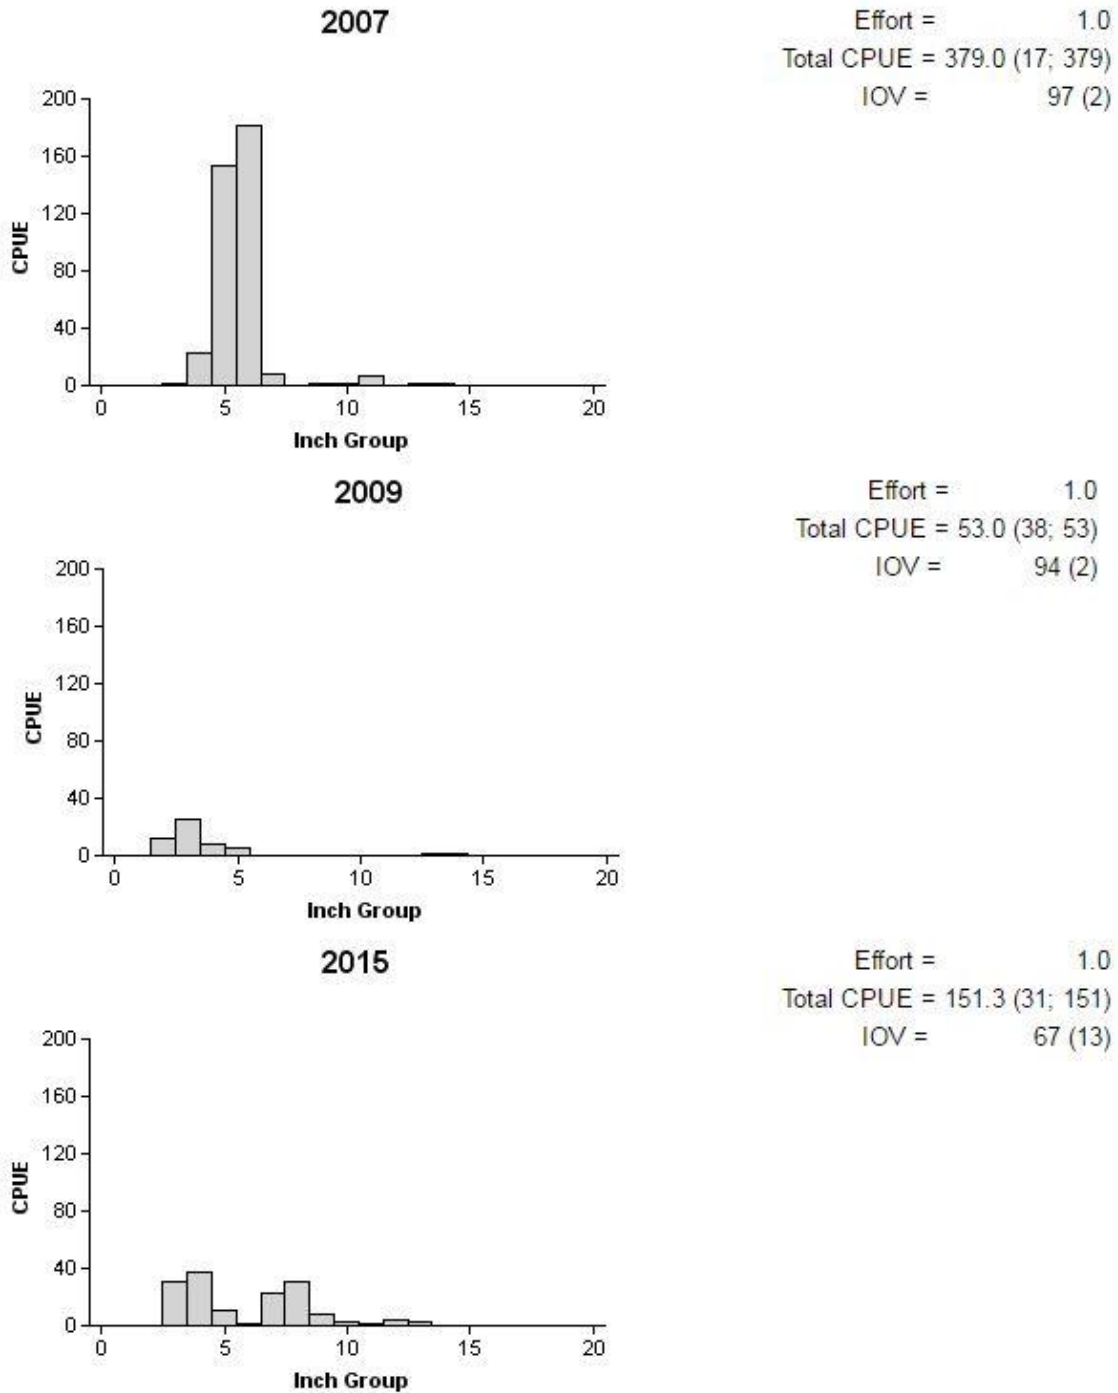 2007
Effort = 1.0
Total CPUE = 379.0 (17; 379)
IOV = 97 (2)
200
160
120
80
40
0
CPUE
0 5 10 15 20
Inch Group
2009
Effort = 1.0
Total CPUE = 53.0 (38; 53)
IOV = 94 (2)
200
160
120
80
40
0
CPUE
0 5 10 15 20
Inch Group
2015
Effort = 1.0
Total CPUE = 151.3 (31; 151)
IOV = 67 (13)
200
160
120
80
40
0
CPUE
0 5 10 15 20
Inch Group